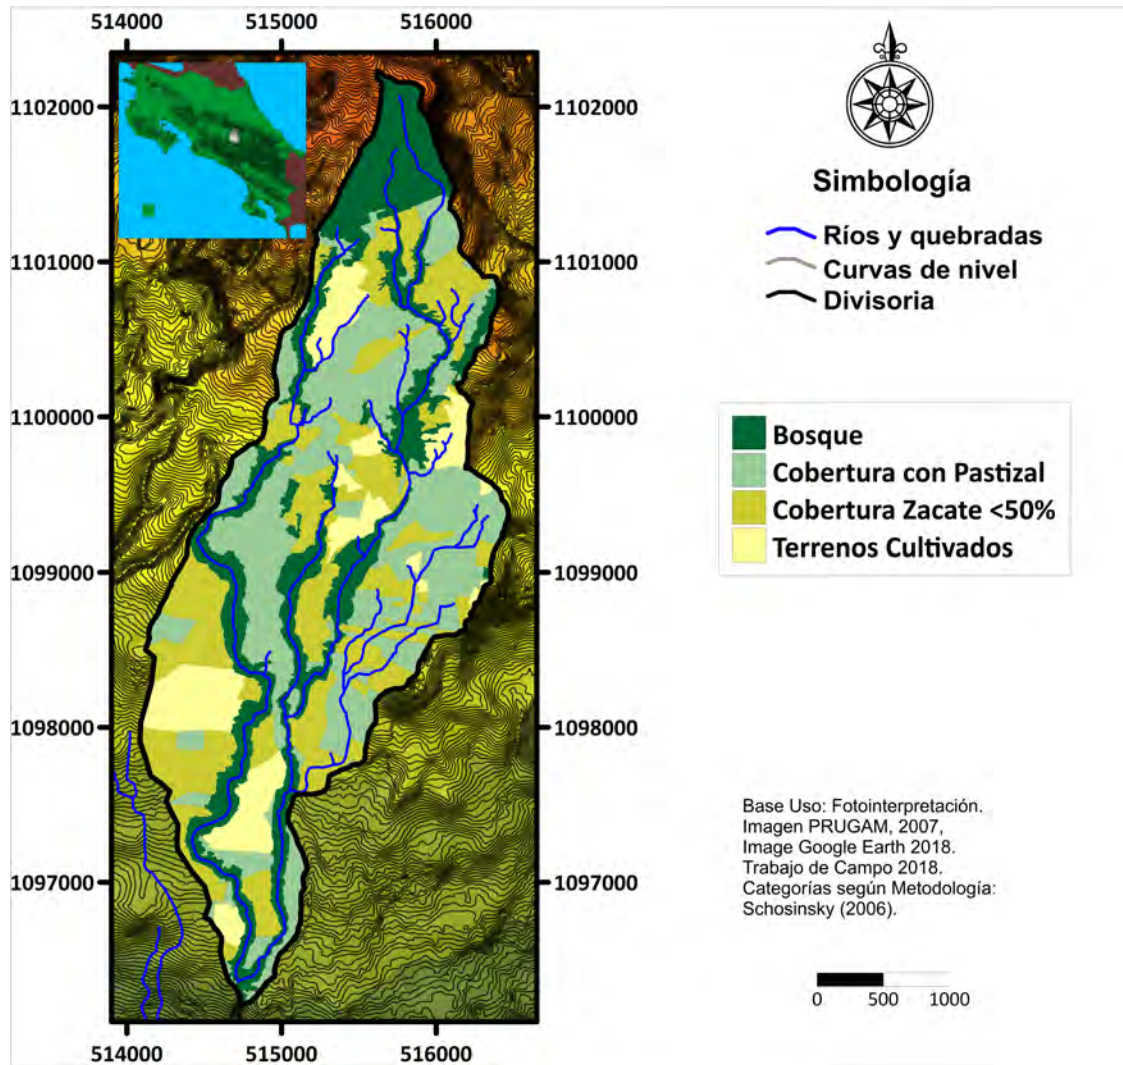 514000 515000 516000
1102000 1102000
1101000 1101000
1100000 1100000
1099000 1099000
1098000 1098000
1097000 1097000
514000 515000 516000
Simbología
Ríos y quebradas
Curvas de nivel
Divisoria
Bosque
Cobertura con Pastizal
Cobertura Zacate <50%
Terrenos Cultivados
Base Uso: Fotointerpretación.
Imagen PRUGAM, 2007,
Image Google Earth 2018.
Trabajo de Campo 2018.
Categorías según Metodología:
Schosinsky (2006).
0 500 1000